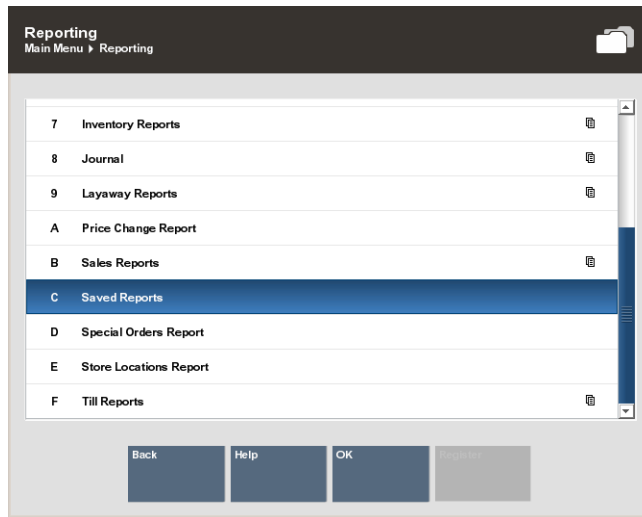 Reporting
Main Menu ▸ Reporting
7 Inventory Reports
8 Journal
9 Layaway Reports
A Price Change Report
B Sales Reports
C Saved Reports
D Special Orders Report
E Store Locations Report
F Till Reports
Back Help OK Register